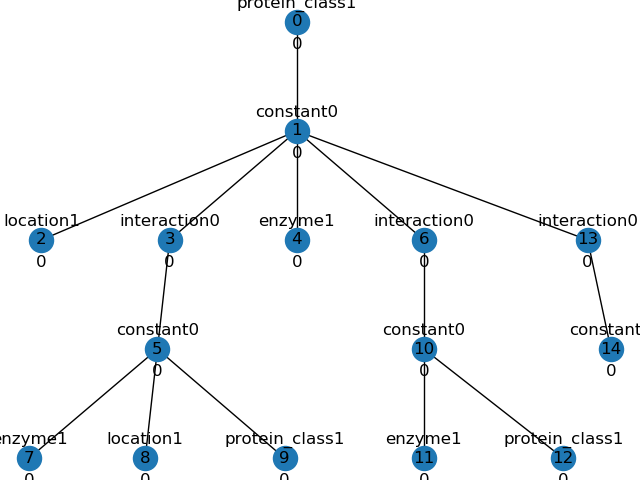 protein_class1
0
0
constant0
1
0
location1 interaction0 enzyme1 interaction0 interaction0
2 3 4 6 13
0 0 0 0 0
constant0 constant0 constant
5 10 14
0 0 0
enzyme1 location1 protein_class1 enzyme1 protein_class1
7 8 9 11 12
0 0 0 0 0